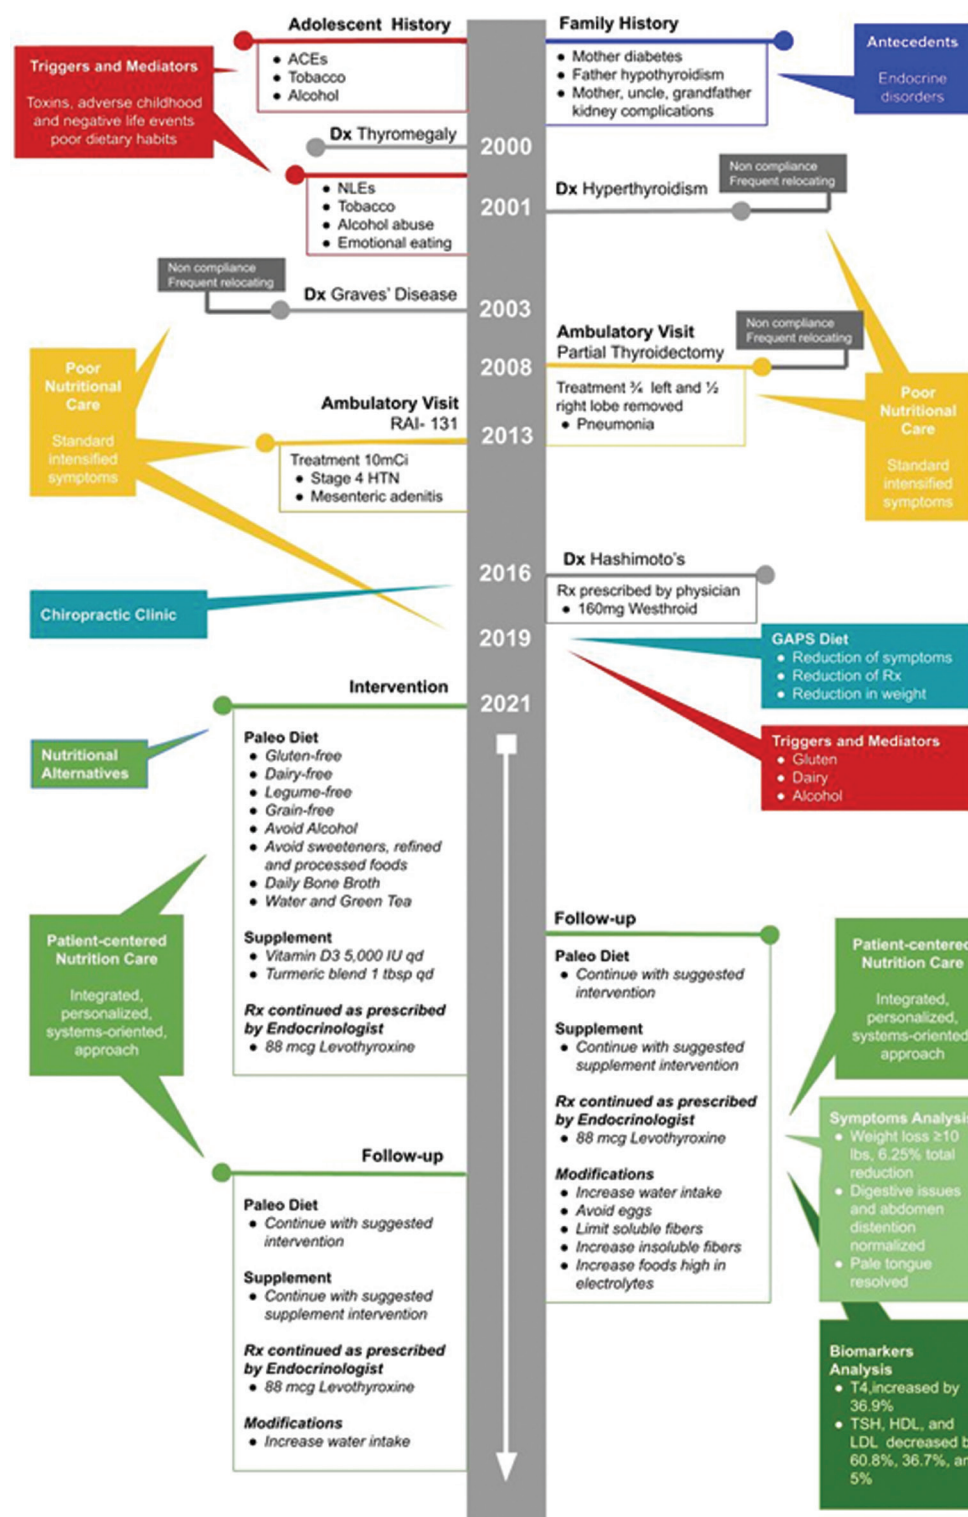 Adolescent History
Family History
Triggers and Mediators
Toxins, adverse childhood
and negative life events
poor dietary habits
● ACEs
● Tobacco
● Alcohol
● Mother diabetes
● Father hypothyroidism
● Mother, uncle, grandfather
kidney complications
Antecedents
Endocrine
disorders
Dx Thyromegaly
2000
● NLEs
● Tobacco
● Alcohol abuse
● Emotional eating
2001
Dx Hyperthyroidism
Non compliance
Frequent relocating
Non compliance
Frequent relocating
Dx Graves' Disease
2003
Poor
Nutritional
Care
Standard
intensified
symptoms
2008
Ambulatory Visit
Partial Thyroidectomy
Non compliance
Frequent relocating
Treatment ¾ left and ½
right lobe removed
● Pneumonia
Poor
Nutritional
Care
Standard
intensified
symptoms
Ambulatory Visit
RAI- 131
2013
Treatment 10mCi
● Stage 4 HTN
● Mesenteric adenitis
Dx Hashimoto's
2016
Rx prescribed by physician
● 160mg Westhroid
Chiropractic Clinic
2019
GAPS Diet
● Reduction of symptoms
● Reduction of Rx
● Reduction in weight
Triggers and Mediators
● Gluten
● Dairy
● Alcohol
Intervention
2021
Nutritional
Alternatives
Paleo Diet
● Gluten-free
● Dairy-free
● Legume-free
● Grain-free
● Avoid Alcohol
● Avoid sweeteners, refined
and processed foods
● Daily Bone Broth
● Water and Green Tea
Supplement
● Vitamin D3 5,000 IU qd
● Turmeric blend 1 tbsp qd
Rx continued as prescribed
by Endocrinologist
● 88 mcg Levothyroxine
Patient-centered
Nutrition Care
Integrated,
personalized,
systems-oriented,
approach
Follow-up
Paleo Diet
● Continue with suggested
intervention
Supplement
● Continue with suggested
supplement intervention
Rx continued as prescribed
by Endocrinologist
● 88 mcg Levothyroxine
Modifications
● Increase water intake
Follow-up
Paleo Diet
● Continue with suggested
intervention
Supplement
● Continue with suggested
supplement intervention
Rx continued as prescribed
by Endocrinologist
● 88 mcg Levothyroxine
Modifications
● Increase water intake
● Avoid eggs
● Limit soluble fibers
● Increase insoluble fibers
● Increase foods high in
electrolytes
Patient-centered
Nutrition Care
Integrated,
personalized,
systems-oriented,
approach
Symptoms Analysis
● Weight loss ≥10
lbs, 6.25% total
reduction
● Digestive issues
and abdomen
distention
normalized
● Pale tongue
resolved
Biomarkers
Analysis
● T4,increased by
36.9%
● TSH, HDL, and
LDL decreased b
60.8%, 36.7%, an
5%